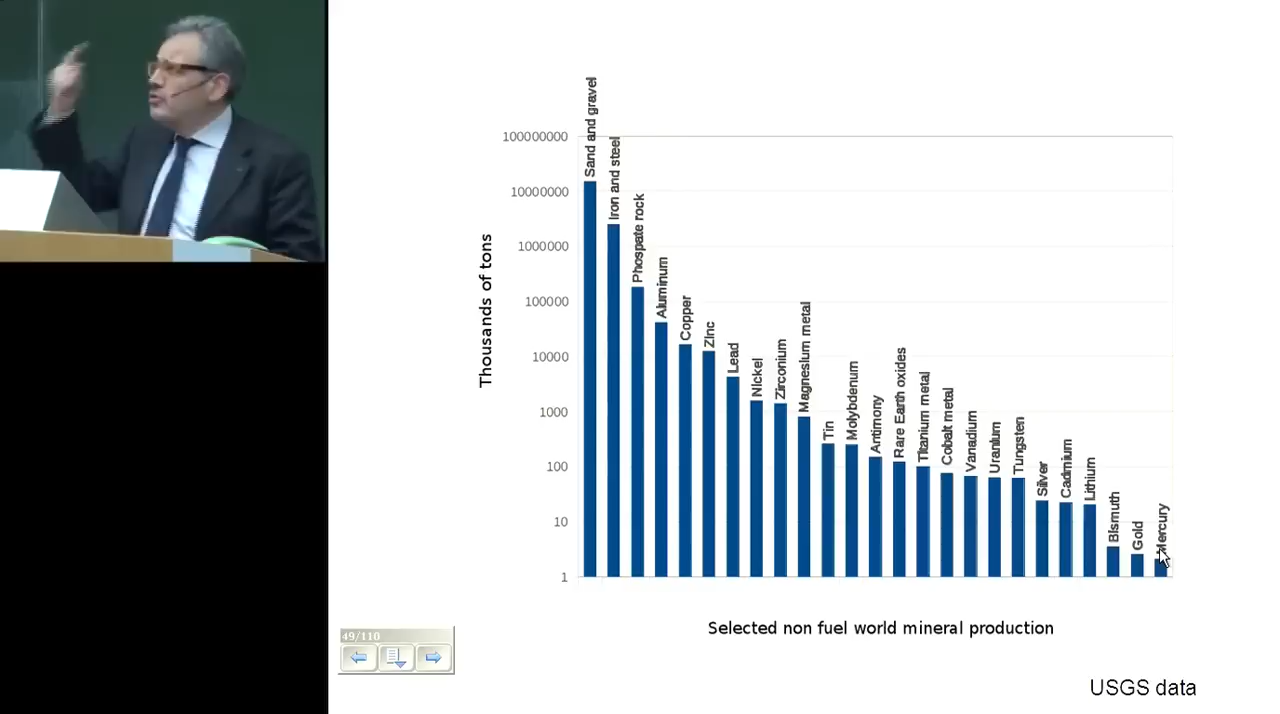 100000000
10000000
1000000
100000
10000
1000
100
10
1
Thousands of tons
Sand and gravel
Iron and steel
Phospate rock
Aluminum
Copper
Zinc
Lead
Nickel
Zirconium
Magnesium metal
Tin
Molybdenum
Antimony
Rare Earth oxides
Titanium metal
Cobalt metal
Vanadium
Uranium
Tungsten
Silver
Cadmium
Lithium
Bismuth
Gold
Mercury
Selected non fuel world mineral production
49/110
USGS data